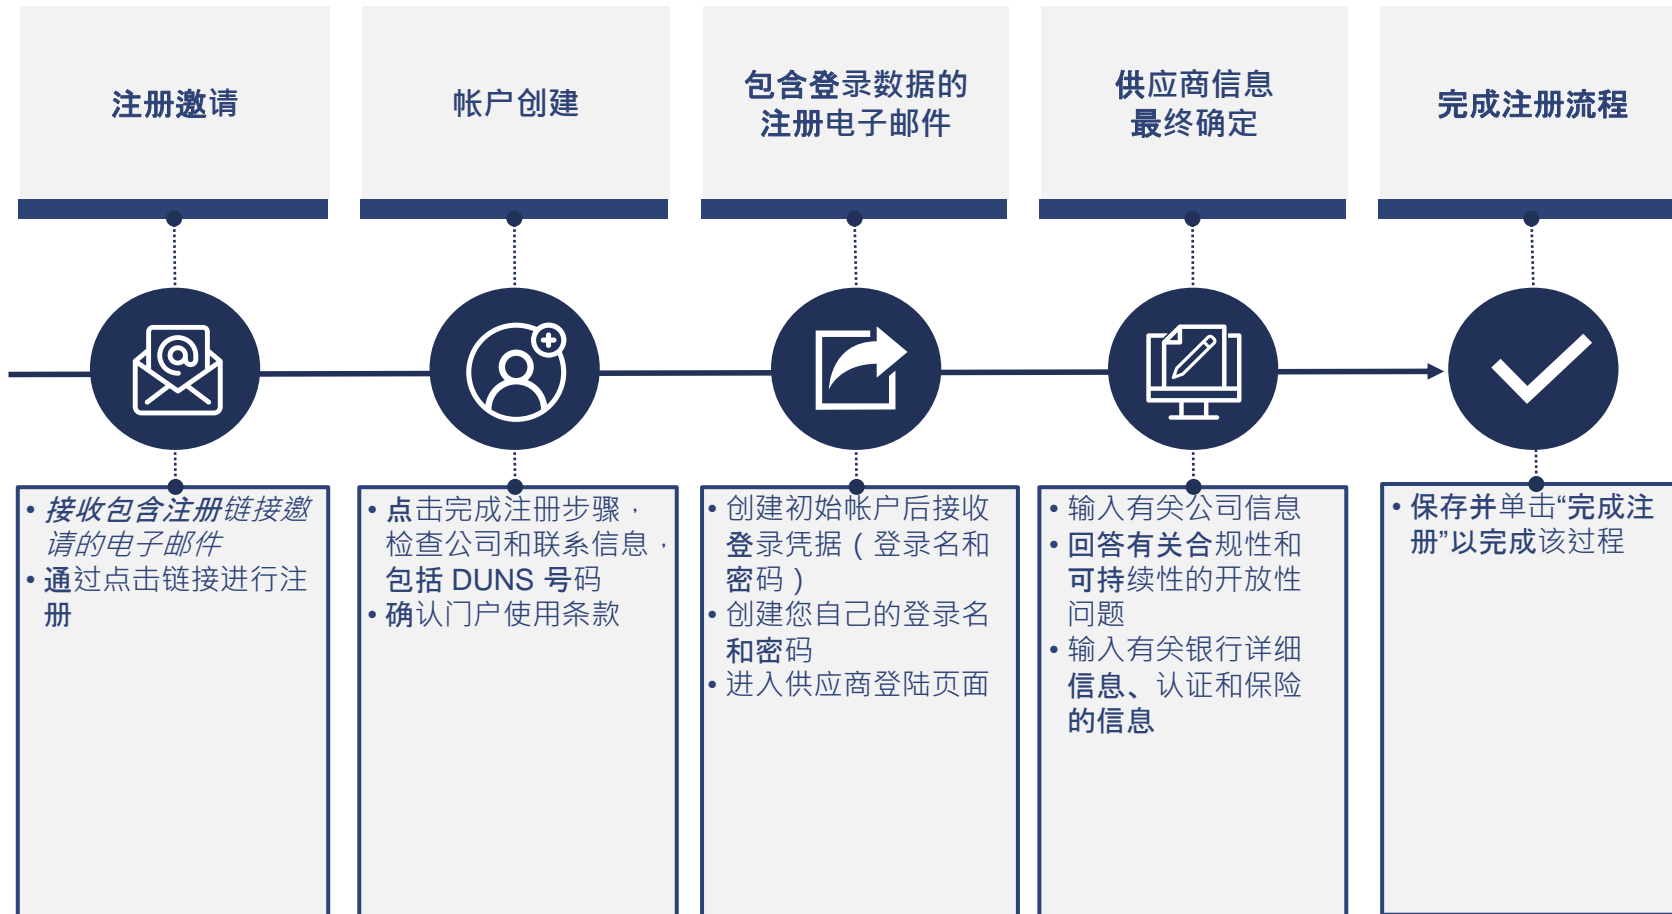 注册邀请
帐户创建
包含登录数据的
注册电子邮件
供应商信息
最终确定
完成注册流程
• 接收包含注册链接邀
请的电子邮件
• 通过点击链接进行注
册
• 点击完成注册步骤，
检查公司和联系信息，
包括 DUNS 号码
• 确认门户使用条款
• 创建初始帐户后接收
登录凭据（登录名和
密码）
• 创建您自己的登录名
和密码
• 进入供应商登陆页面
• 输入有关公司信息
• 回答有关合规性和
可持续性的开放性
问题
• 输入有关银行详细
信息、认证和保险
的信息
• 保存并单击“完成注
册”以完成该过程